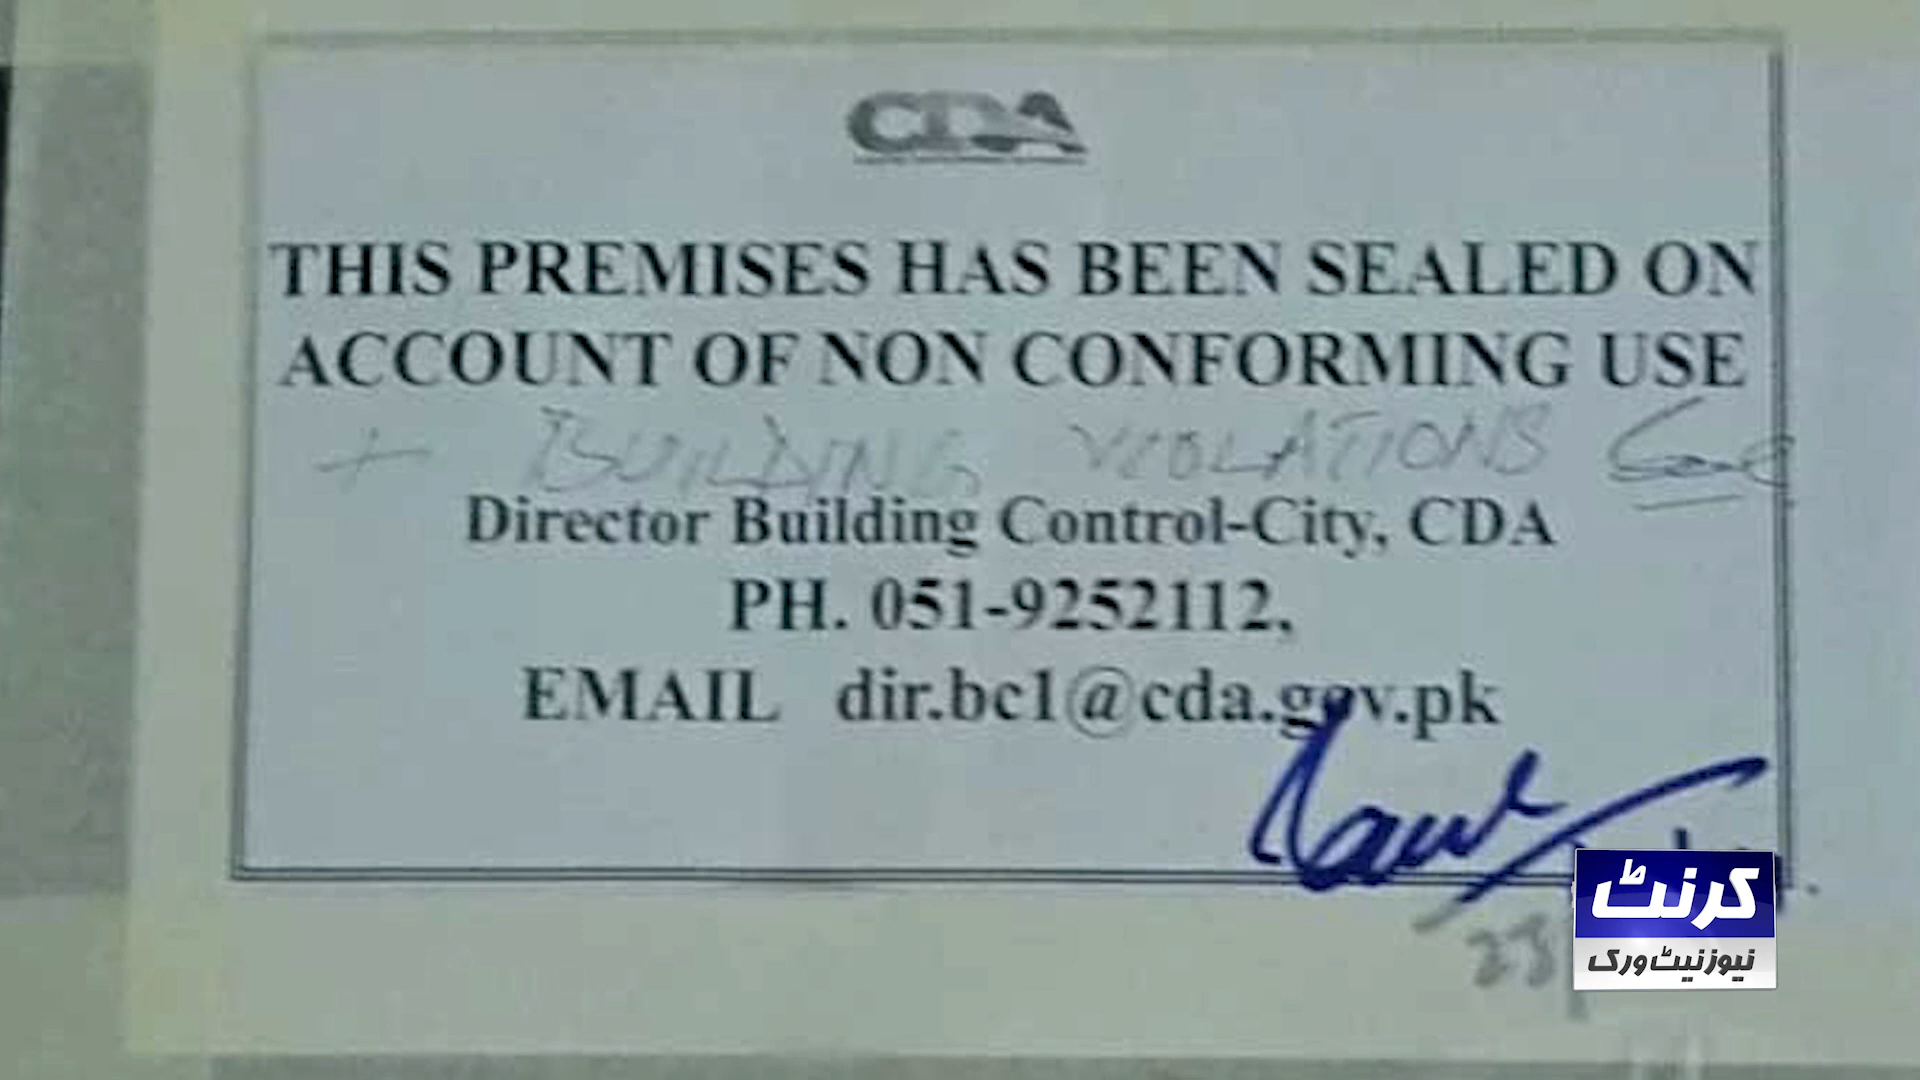 CDA
THIS PREMISES HAS BEEN SEALED ON
ACCOUNT OF NON CONFORMING USE
+ BUILDING VIOLATIONS
Director Building Control-City, CDA
PH. 051-9252112,
EMAIL dir.bc1@cda.gov.pk
23
کرنٹ
نیوز نیٹ ورک